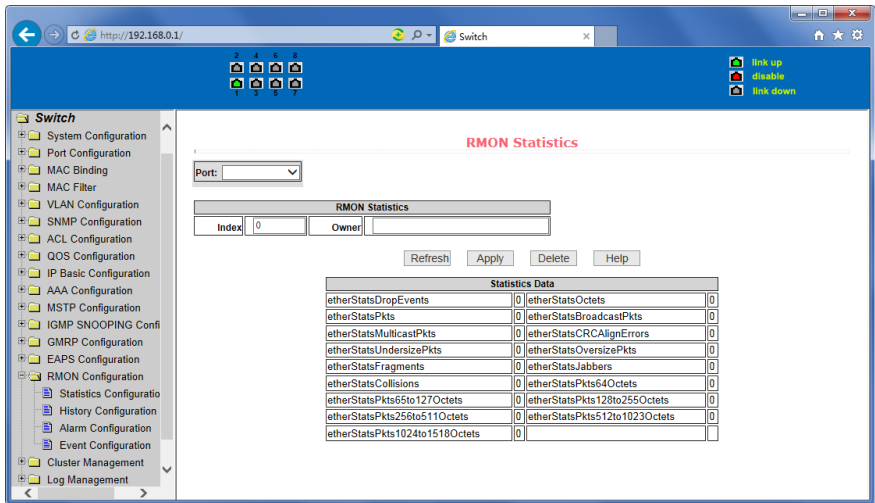 http://192.168.0.1/
Switch
2 4 6 8
1 3 5 7
link up
disable
link down
Switch
System Configuration
Port Configuration
MAC Binding
MAC Filter
VLAN Configuration
SNMP Configuration
ACL Configuration
QOS Configuration
IP Basic Configuration
AAA Configuration
MSTP Configuration
IGMP SNOOPING Confi
GMRP Configuration
EAPS Configuration
RMON Configuration
Statistics Configuratio
History Configuration
Alarm Configuration
Event Configuration
Cluster Management
Log Management
RMON Statistics
Port:
RMON Statistics
Index 0 Owner
Refresh Apply Delete Help
Statistics Data
etherStatsDropEvents 0 etherStatsOctets 0
etherStatsPkts 0 etherStatsBroadcastPkts 0
etherStatsMulticastPkts 0 etherStatsCRCAlignErrors 0
etherStatsUndersizePkts 0 etherStatsOversizePkts 0
etherStatsFragments 0 etherStatsJabbers 0
etherStatsCollisions 0 etherStatsPkts64Octets 0
etherStatsPkts65to127Octets 0 etherStatsPkts128to255Octets 0
etherStatsPkts256to511Octets 0 etherStatsPkts512to1023Octets 0
etherStatsPkts1024to1518Octets 0